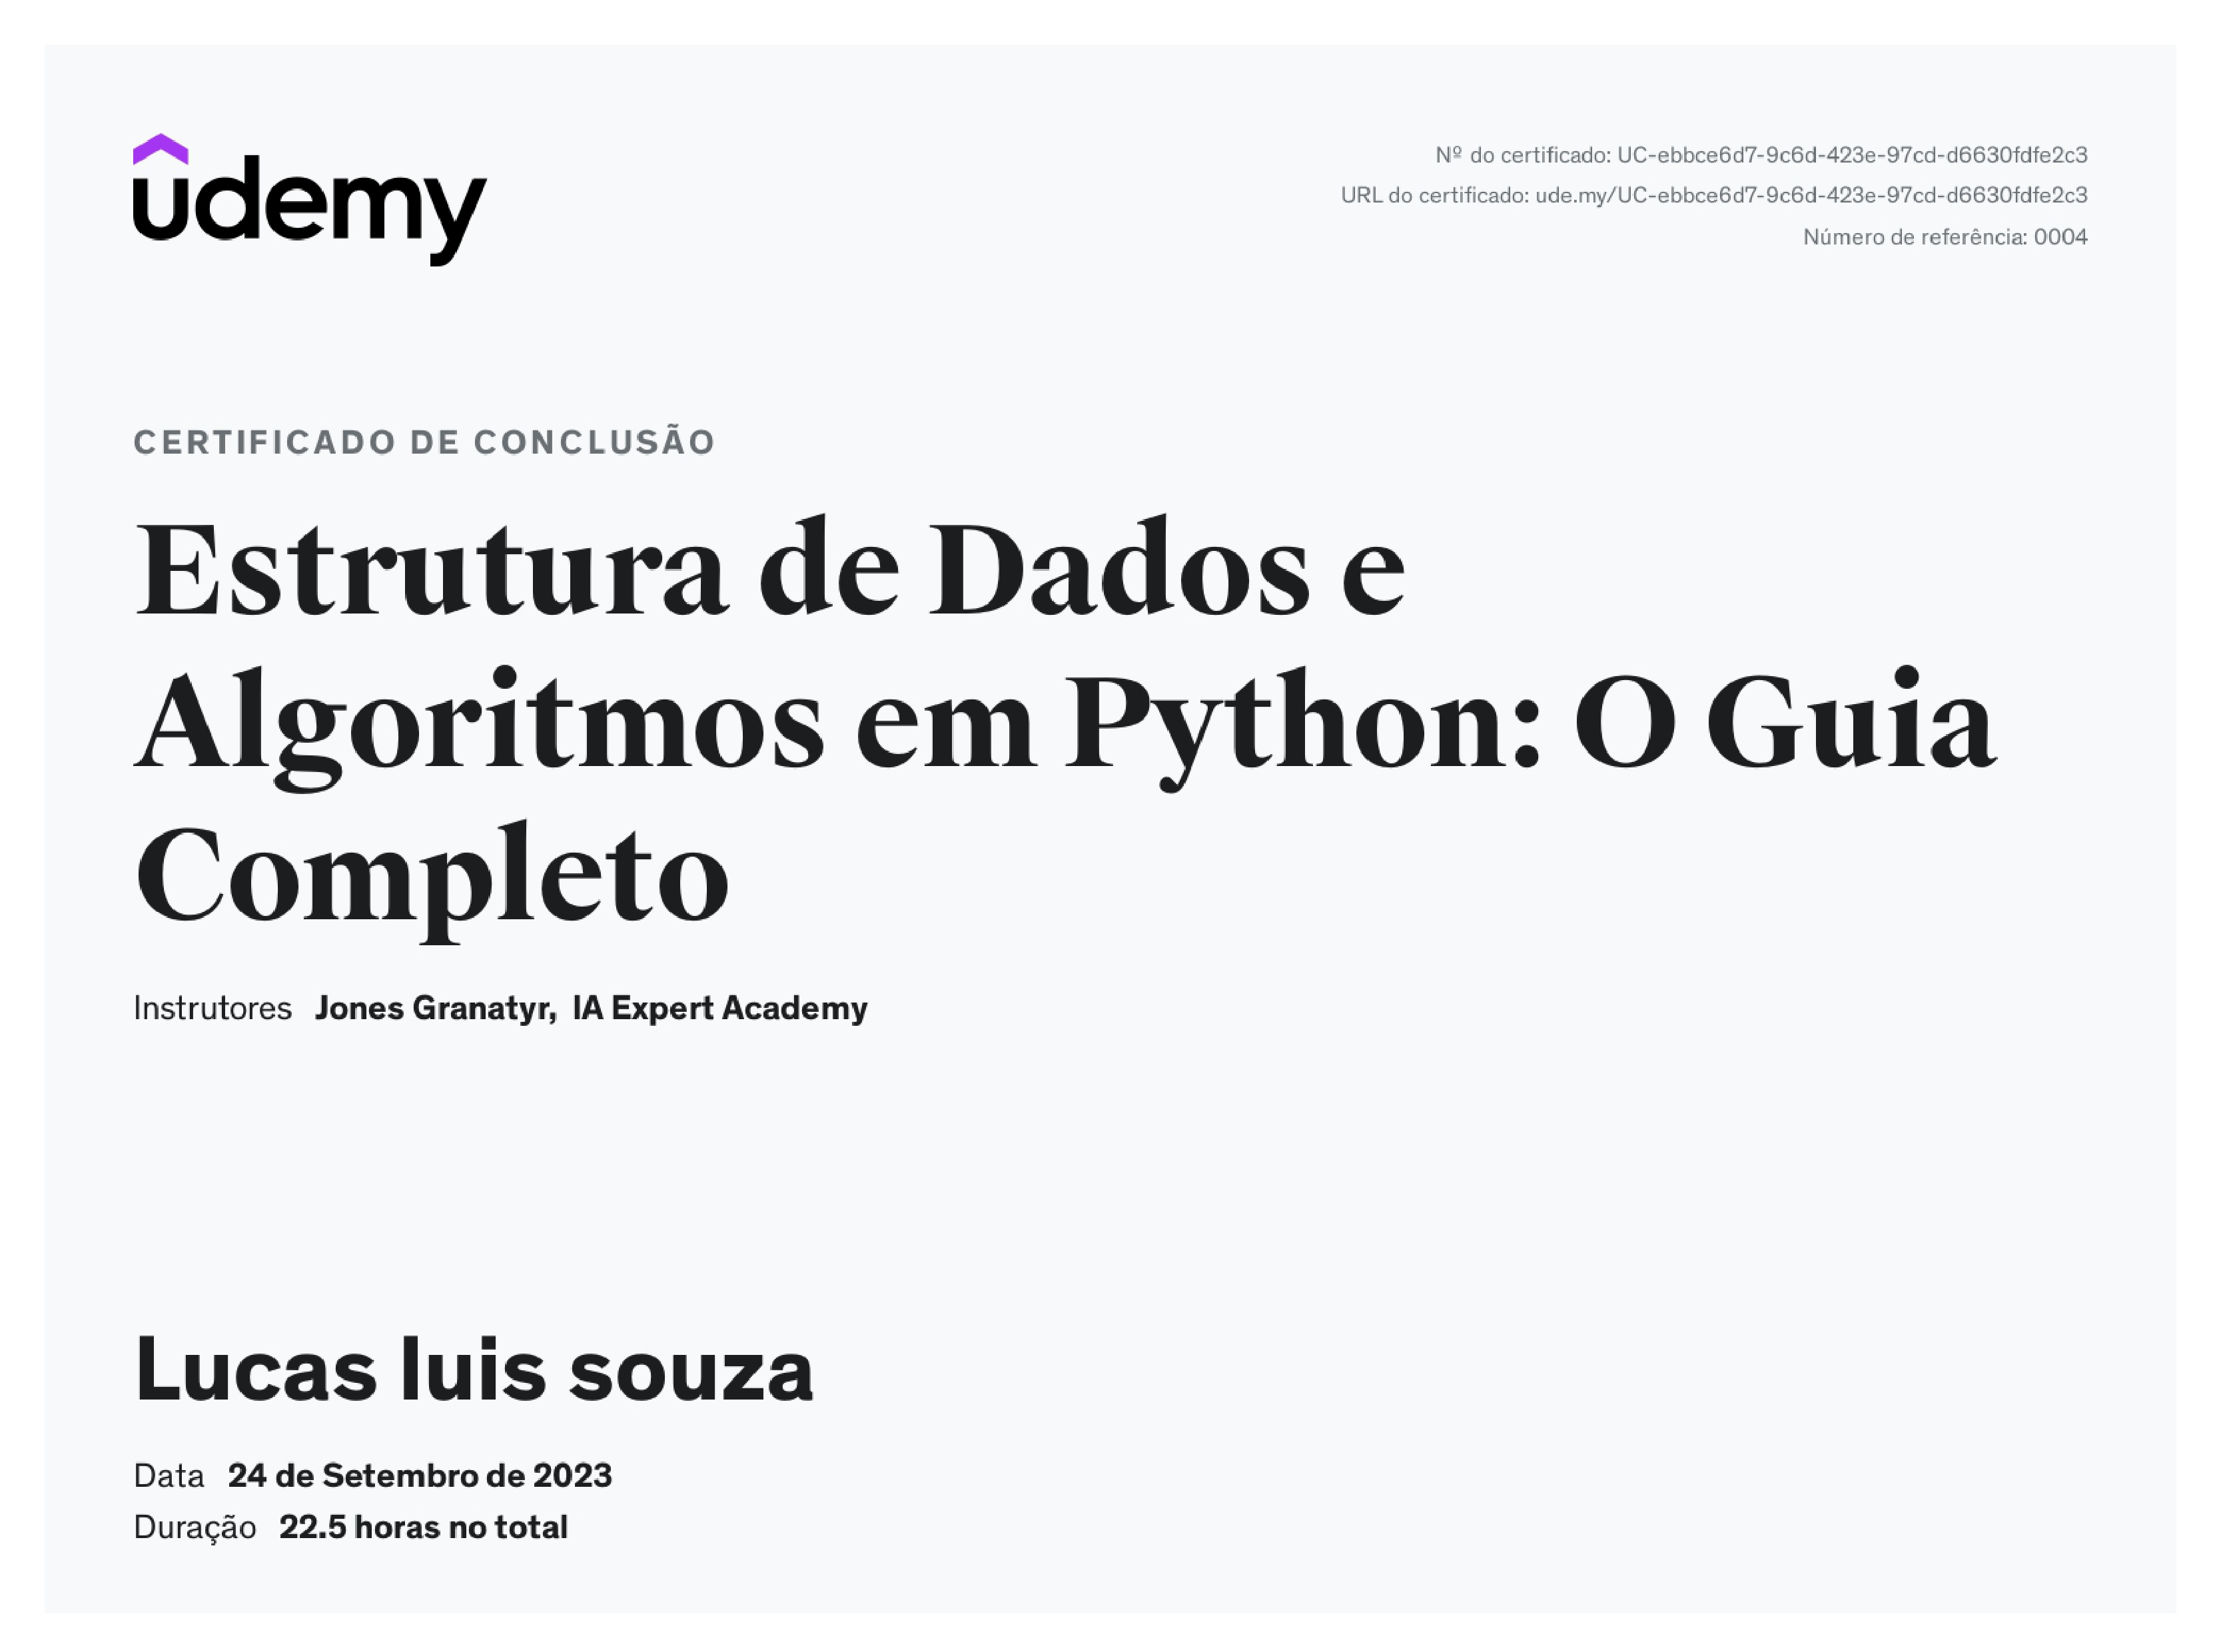 udemy
Nº do certificado: UC-ebbce6d7-9c6d-423e-97cd-d6630fdfe2c3
URL do certificado: ude.my/UC-ebbce6d7-9c6d-423e-97cd-d6630fdfe2c3
Número de referência: 0004
CERTIFICADO DE CONCLUSÃO
Estrutura de Dados e
Algoritmos em Python: O Guia
Completo
Instrutores Jones Granatyr, IA Expert Academy
Lucas luis souza
Data 24 de Setembro de 2023
Duração 22.5 horas no total